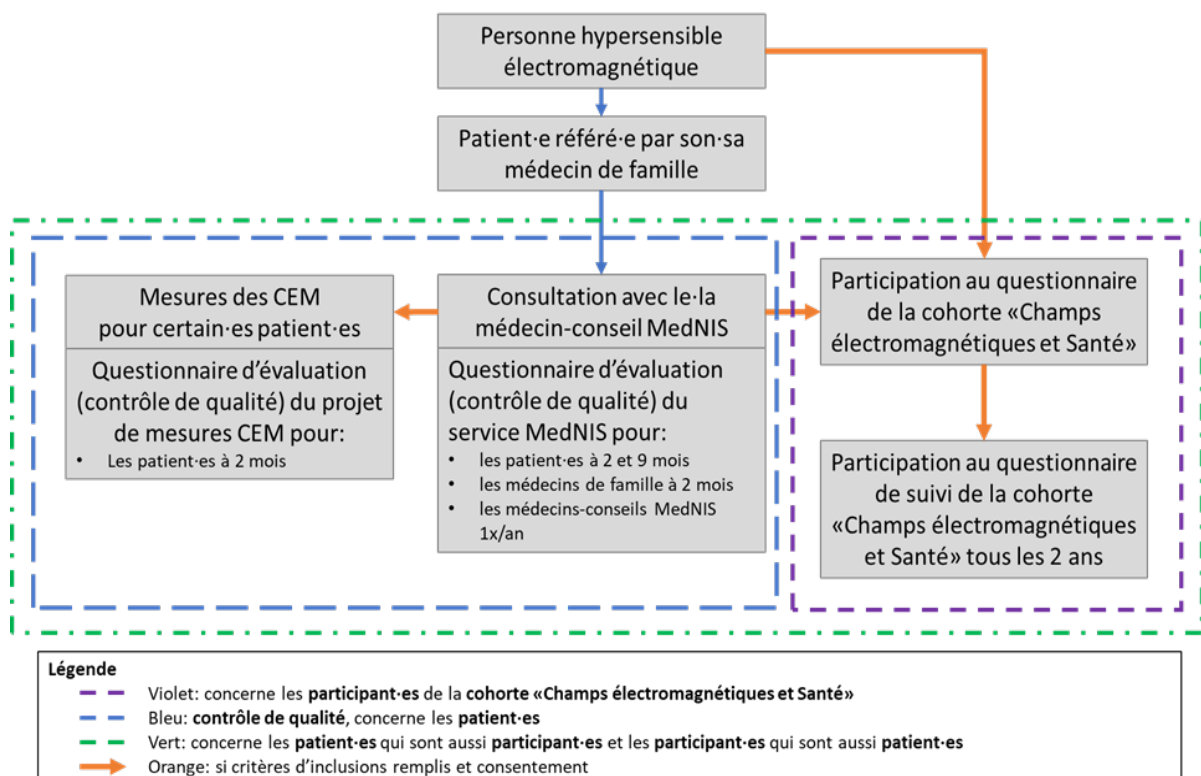 Personne hypersensible
électromagnétique
Patient·e référé·e par son·sa
médecin de famille
Mesures des CEM
pour certain·es patient·es
Questionnaire d’évaluation
(contrôle de qualité) du projet
de mesures CEM pour:
• Les patient·es à 2 mois
Consultation avec le·la
médecin-conseil MedNIS
Questionnaire d’évaluation
(contrôle de qualité) du
service MedNIS pour:
• les patient·es à 2 et 9 mois
• les médecins de famille à 2 mois
• les médecins-conseils MedNIS
1x/an
Participation au questionnaire
de la cohorte «Champs
électromagnétiques et Santé»
Participation au questionnaire
de suivi de la cohorte
«Champs électromagnétiques
et Santé» tous les 2 ans
Légende
Violet: concerne les participant·es de la cohorte «Champs électromagnétiques et Santé»
Bleu: contrôle de qualité, concerne les patient·es
Vert: concerne les patient·es qui sont aussi participant·es et les participant·es qui sont aussi patient·es
Orange: si critères d’inclusions remplis et consentement